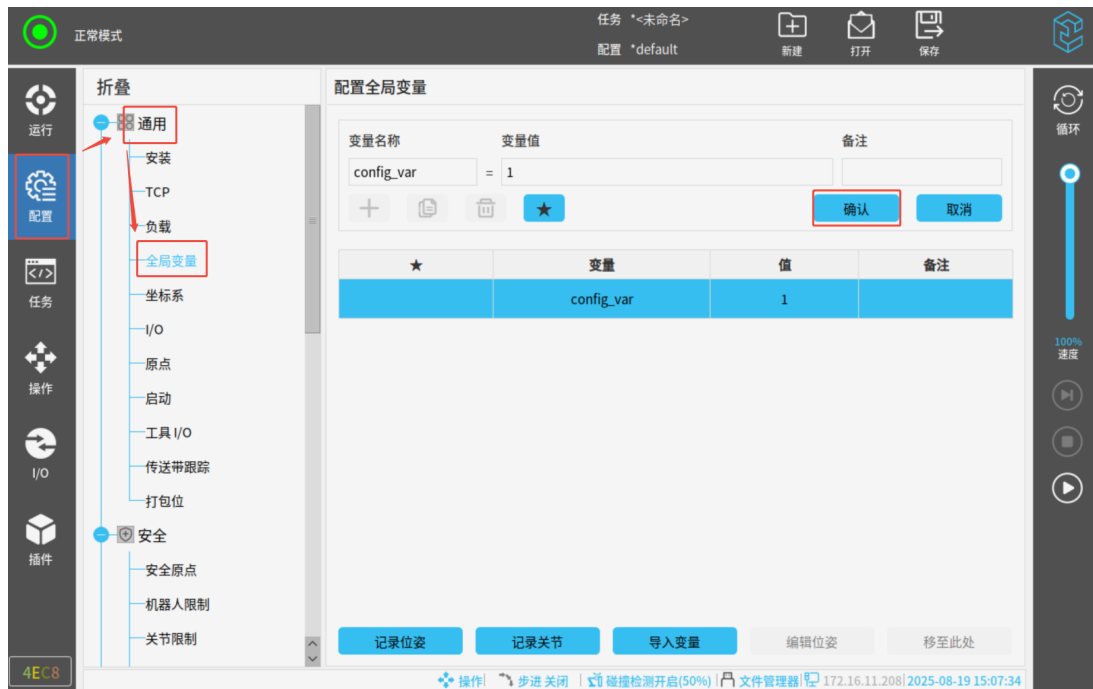 正常模式
任务 *<未命名>
配置 *default
新建
打开
保存
运行
配置
任务
操作
I/O
插件
4EC8
折叠
通用
安装
TCP
负载
全局变量
坐标系
I/O
原点
启动
工具 I/O
传送带跟踪
打包位
安全
安全原点
机器人限制
关节限制
配置全局变量
变量名称 变量值 备注
config_var = 1
确认 取消
★ 变量 值 备注
config_var 1
记录位姿 记录关节 导入变量 编辑位姿 移至此处
循环
100%
速度
操作 步进 关闭 碰撞检测开启(50%) 文件管理器 172.16.11.208 2025-08-19 15:07:34